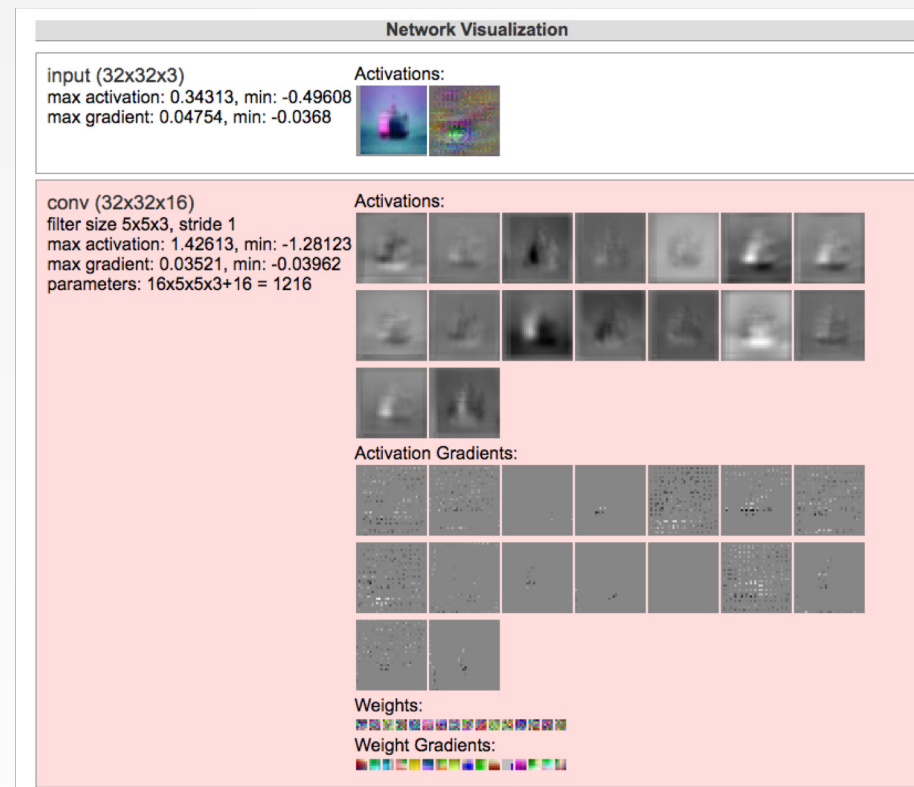 Network Visualization
input (32x32x3)
max activation: 0.34313, min: -0.49608
max gradient: 0.04754, min: -0.0368
Activations:
conv (32x32x16)
filter size 5x5x3, stride 1
max activation: 1.42613, min: -1.28123
max gradient: 0.03521, min: -0.03962
parameters: 16x5x5x3+16 = 1216
Activations:
Activation Gradients:
Weights:
Weight Gradients: